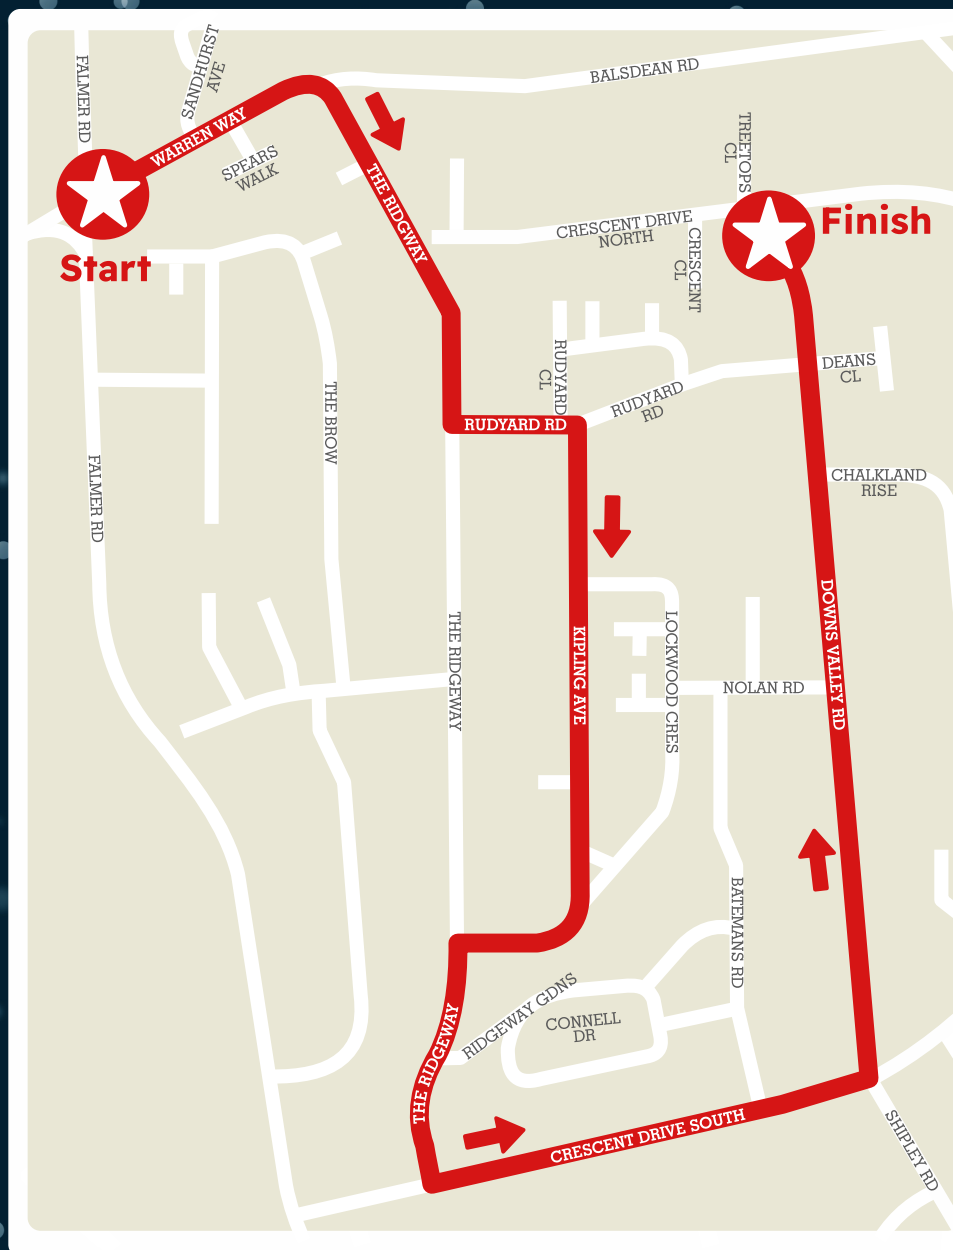 FALMER RD
SANDHURST
AVE
BALSDEAN RD
WARREN WAY
SPEARS
WALK
TREETOPS
CL
THE RIDGWAY
CRESCENT DRIVE
NORTH
CRESCENT
CL
Finish
Start
RUDYARD
CL
DEANS
CL
THE BROW
RUDYARD
RD
RUDYARD RD
FALMER RD
CHALKLAND
RISE
DOWNS VALLEY RD
THE RIDGEWAY
KIPLING AVE
LOCKWOOD CRES
NOLAN RD
BATEMANS RD
RIDGEWAY GDNS
CONNELL
DR
THE RIDGEWAY
CRESCENT DRIVE SOUTH
SHIPLEY RD